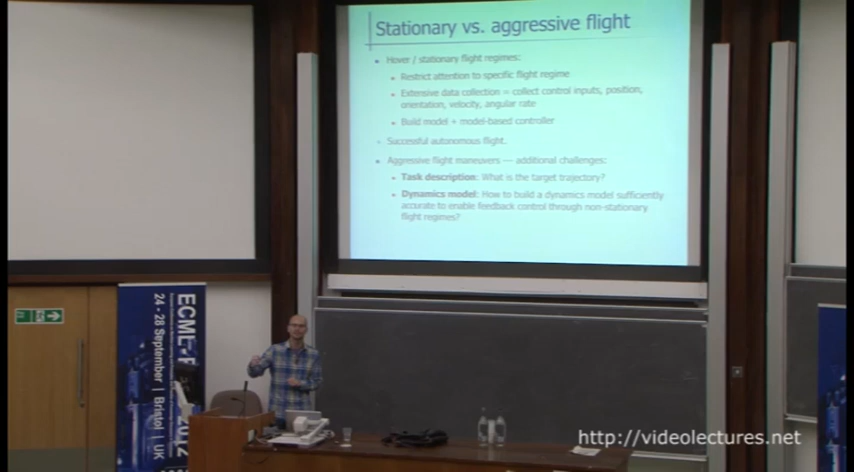 Stationary vs. aggressive flight
Hover / stationary flight regimes:
Restrict attention to specific flight regime
Extensive data collection = collect control inputs, position,
orientation, velocity, angular rate
Build model + model-based controller
Successful autonomous flight.
Aggressive flight maneuvers — additional challenges:
Task description: What is the target trajectory?
Dynamics model: How to build a dynamics model sufficiently
accurate to enable feedback control through non-stationary
flight regimes?
ECML-P
2012
24 - 28 September | Bristol | UK
http://videolectures.net